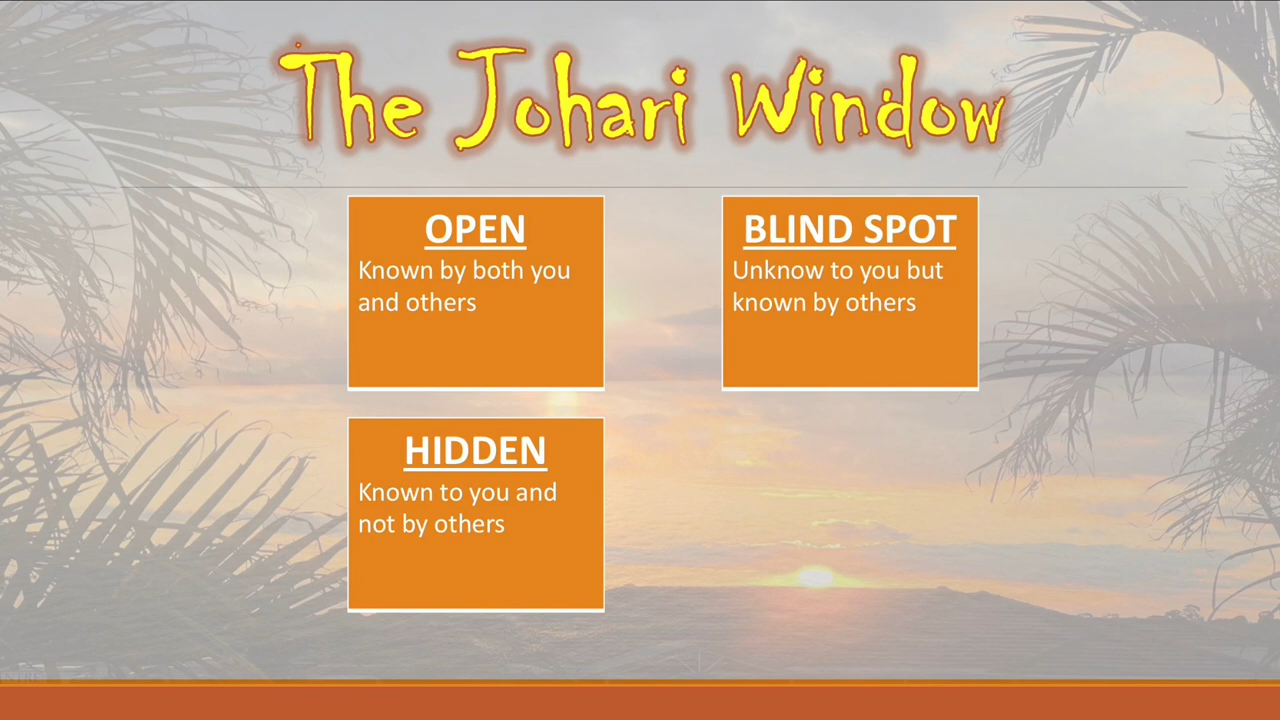 The Johari Window
OPEN
Known by both you
and others
BLIND SPOT
Unknow to you but
known by others
HIDDEN
Known to you and
not by others